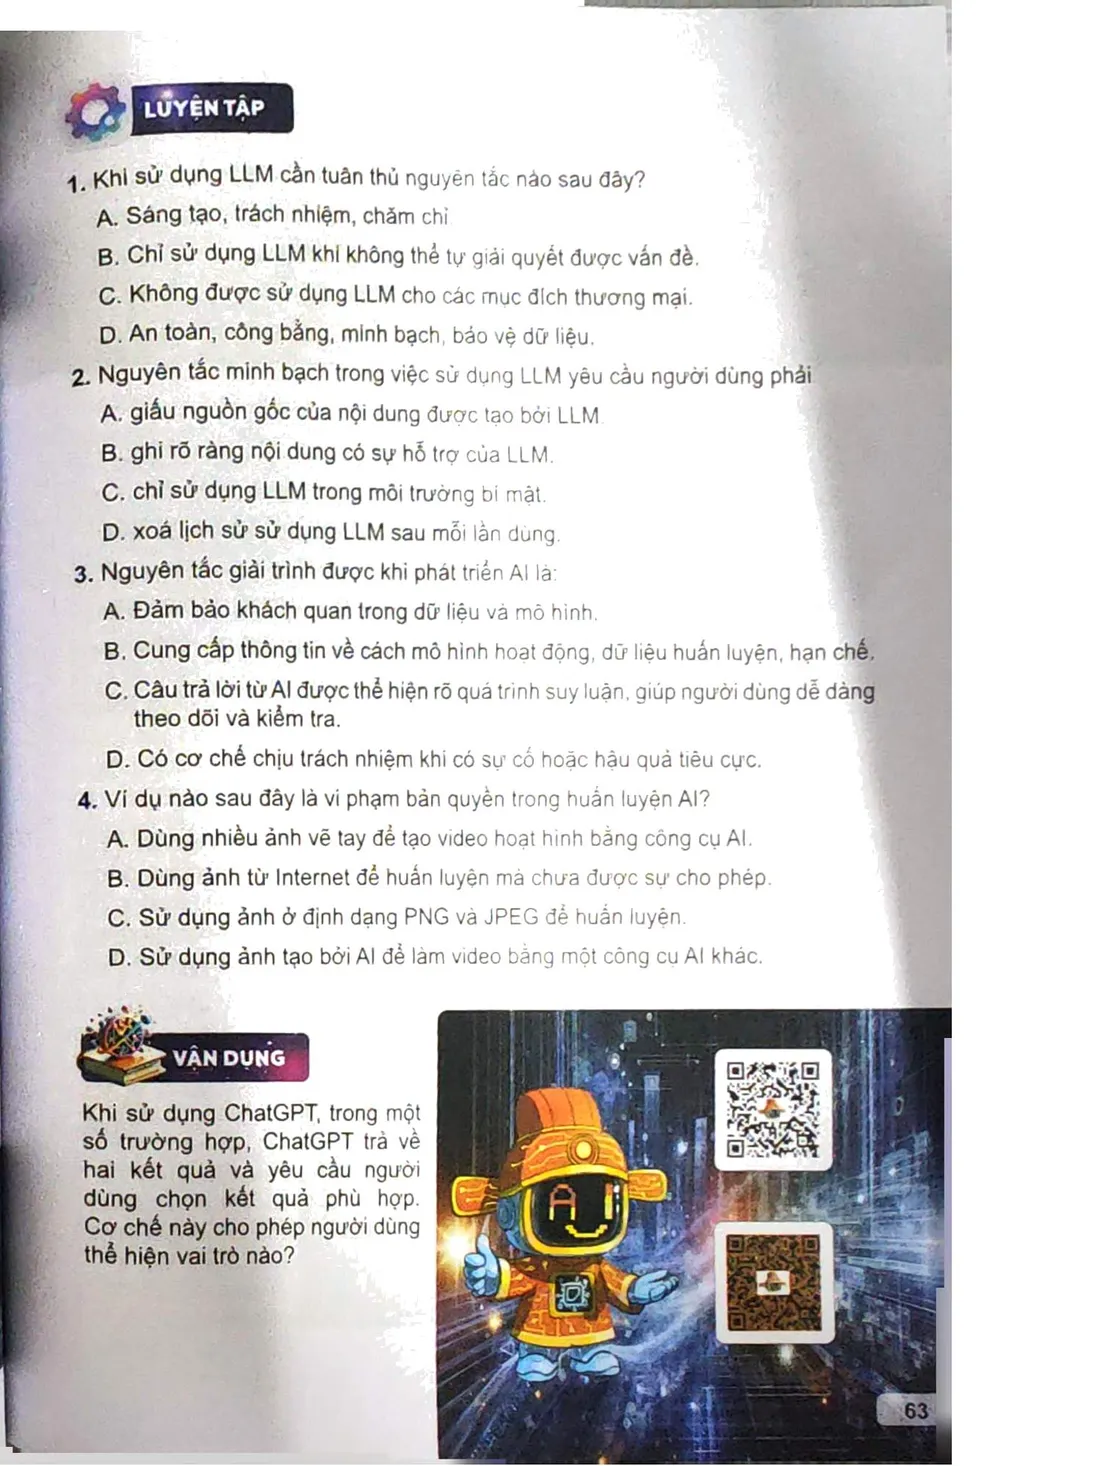 LUYỆN TẬP
1. Khi sử dụng LLM cần tuân thủ nguyên tắc nào sau đây?
A. Sáng tạo, trách nhiệm, chăm chỉ
B. Chỉ sử dụng LLM khi không thể tự giải quyết được vấn đề.
C. Không được sử dụng LLM cho các mục đích thương mại.
D. An toàn, công bằng, minh bạch, bảo vệ dữ liệu.
2. Nguyên tắc minh bạch trong việc sử dụng LLM yêu cầu người dùng phải
A. giấu nguồn gốc của nội dung được tạo bởi LLM.
B. ghi rõ ràng nội dung có sự hỗ trợ của LLM.
C. chỉ sử dụng LLM trong môi trường bí mật.
D. xoá lịch sử sử dụng LLM sau mỗi lần dùng.
3. Nguyên tắc giải trình được khi phát triển AI là:
A. Đảm bảo khách quan trong dữ liệu và mô hình.
B. Cung cấp thông tin về cách mô hình hoạt động, dữ liệu huấn luyện, hạn chế.
C. Câu trả lời từ AI được thể hiện rõ quá trình suy luận, giúp người dùng dễ dàng
theo dõi và kiểm tra.
D. Có cơ chế chịu trách nhiệm khi có sự cố hoặc hậu quả tiêu cực.
4. Ví dụ nào sau đây là vi phạm bản quyền trong huấn luyện AI?
A. Dùng nhiều ảnh vẽ tay để tạo video hoạt hình bằng công cụ AI.
B. Dùng ảnh từ Internet để huấn luyện mà chưa được sự cho phép.
C. Sử dụng ảnh ở định dạng PNG và JPEG để huấn luyện.
D. Sử dụng ảnh tạo bởi AI để làm video bằng một công cụ AI khác.
VẬN DỤNG
Khi sử dụng ChatGPT, trong một
số trường hợp, ChatGPT trả về
hai kết quả và yêu cầu người
dùng chọn kết quả phù hợp.
Cơ chế này cho phép người dùng
thể hiện vai trò nào?
AI
63